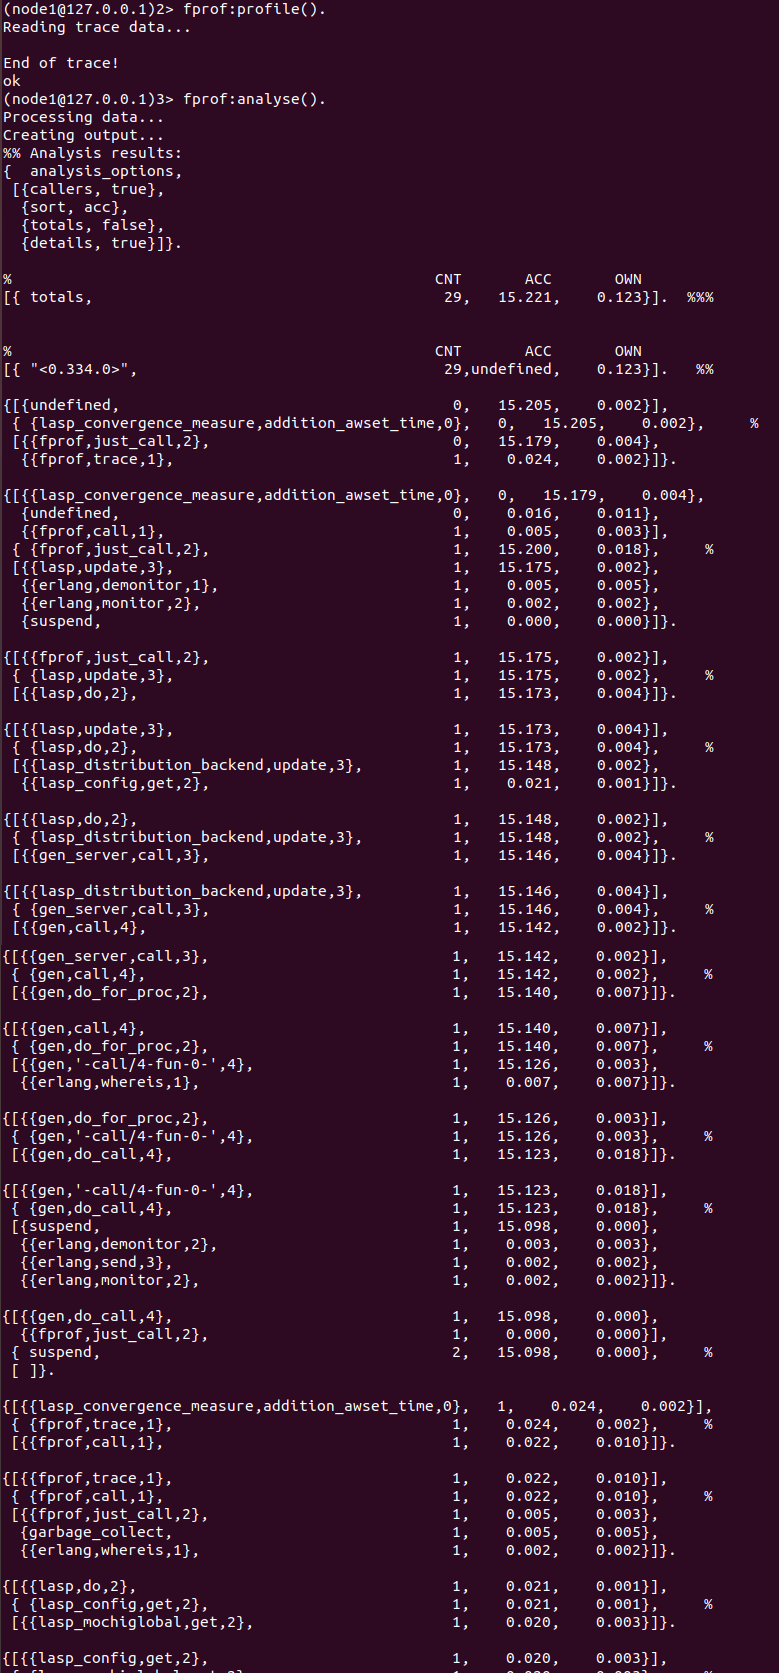 (node1@127.0.0.1)2> fprof:profile().
Reading trace data...
End of trace!
ok
(node1@127.0.0.1)3> fprof:analyse().
Processing data...
Creating output...
%% Analysis results:
{  analysis_options,
 [{callers, true},
  {sort, acc},
  {totals, false},
  {details, true}]}.
%                                               CNT       ACC       OWN
[{ totals,                                       29,   15.221,    0.123}].  %%%
%                                               CNT       ACC       OWN
[{ "<0.334.0>",                                  29,undefined,    0.123}].   %%
{[{undefined,                                     0,   15.205,    0.002}],
 { {lasp_convergence_measure,addition_awset_time,0},   0,   15.205,    0.002},     %
 [{{fprof,just_call,2},                           0,   15.179,    0.004},
  {{fprof,trace,1},                               1,    0.024,    0.002}]}.
{[{{lasp_convergence_measure,addition_awset_time,0},   0,   15.179,    0.004},
  {undefined,                                     0,    0.016,    0.011},
  {{fprof,call,1},                                1,    0.005,    0.003}],
 { {fprof,just_call,2},                           1,   15.200,    0.018},     %
 [{{lasp,update,3},                               1,   15.175,    0.002},
  {{erlang,demonitor,1},                          1,    0.005,    0.005},
  {{erlang,monitor,2},                            1,    0.002,    0.002},
  {suspend,                                       1,    0.000,    0.000}]}.
{[{{fprof,just_call,2},                           1,   15.175,    0.002}],
 { {lasp,update,3},                               1,   15.175,    0.002},     %
 [{{lasp,do,2},                                   1,   15.173,    0.004}]}.
{[{{lasp,update,3},                               1,   15.173,    0.004}],
 { {lasp,do,2},                                   1,   15.173,    0.004},     %
 [{{lasp_distribution_backend,update,3},          1,   15.148,    0.002},
  {{lasp_config,get,2},                           1,    0.021,    0.001}]}.
{[{{lasp,do,2},                                   1,   15.148,    0.002}],
 { {lasp_distribution_backend,update,3},          1,   15.148,    0.002},     %
 [{{gen_server,call,3},                           1,   15.146,    0.004}]}.
{[{{lasp_distribution_backend,update,3},          1,   15.146,    0.004}],
 { {gen_server,call,3},                           1,   15.146,    0.004},     %
 [{{gen,call,4},                                  1,   15.142,    0.002}]}.
{[{{gen_server,call,3},                           1,   15.142,    0.002}],
 { {gen,call,4},                                  1,   15.142,    0.002},     %
 [{{gen,do_for_proc,2},                           1,   15.140,    0.007}]}.
{[{{gen,call,4},                                  1,   15.140,    0.007}],
 { {gen,do_for_proc,2},                           1,   15.140,    0.007},     %
 [{{gen,'-call/4-fun-0-',4},                      1,   15.126,    0.003},
  {{erlang,whereis,1},                            1,    0.007,    0.007}]}.
{[{{gen,do_for_proc,2},                           1,   15.126,    0.003}],
 { {gen,'-call/4-fun-0-',4},                      1,   15.126,    0.003},     %
 [{{gen,do_call,4},                               1,   15.123,    0.018}]}.
{[{{gen,'-call/4-fun-0-',4},                      1,   15.123,    0.018}],
 { {gen,do_call,4},                               1,   15.123,    0.018},     %
 [{suspend,                                       1,   15.098,    0.000},
  {{erlang,demonitor,2},                          1,    0.003,    0.003},
  {{erlang,send,3},                               1,    0.002,    0.002},
  {{erlang,monitor,2},                            1,    0.002,    0.002}]}.
{[{{gen,do_call,4},                               1,   15.098,    0.000},
  {{fprof,just_call,2},                           1,    0.000,    0.000}],
 { suspend,                                       2,   15.098,    0.000},     %
 [ ]}.
{[{{lasp_convergence_measure,addition_awset_time,0},   1,    0.024,    0.002}],
 { {fprof,trace,1},                               1,    0.024,    0.002},     %
 [{{fprof,call,1},                                1,    0.022,    0.010}]}.
{[{{fprof,trace,1},                               1,    0.022,    0.010}],
 { {fprof,call,1},                                1,    0.022,    0.010},     %
 [{{fprof,just_call,2},                           1,    0.005,    0.003},
  {garbage_collect,                               1,    0.005,    0.005},
  {{erlang,whereis,1},                            1,    0.002,    0.002}]}.
{[{{lasp,do,2},                                   1,    0.021,    0.001}],
 { {lasp_config,get,2},                           1,    0.021,    0.001},     %
 [{{lasp_mochiglobal,get,2},                      1,    0.020,    0.003}]}.
{[{{lasp_config,get,2},                           1,    0.020,    0.003}],